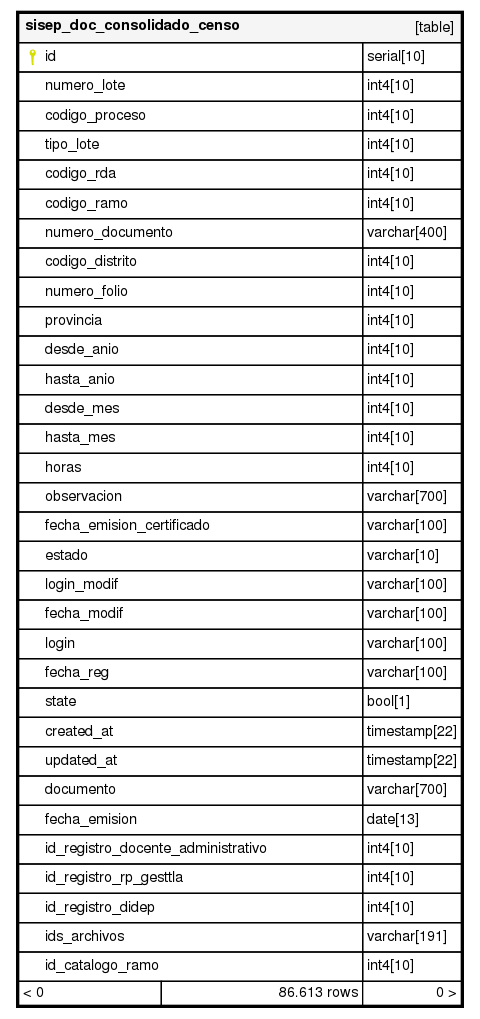 sisep_doc_consolidado_censo [table]
id serial[10]
numero_lote int4[10]
codigo_proceso int4[10]
tipo_lote int4[10]
codigo_rda int4[10]
codigo_ramo int4[10]
numero_documento varchar[400]
codigo_distrito int4[10]
numero_folio int4[10]
provincia int4[10]
desde_anio int4[10]
hasta_anio int4[10]
desde_mes int4[10]
hasta_mes int4[10]
horas int4[10]
observacion varchar[700]
fecha_emision_certificado varchar[100]
estado varchar[10]
login_modif varchar[100]
fecha_modif varchar[100]
login varchar[100]
fecha_reg varchar[100]
state bool[1]
created_at timestamp[22]
updated_at timestamp[22]
documento varchar[700]
fecha_emision date[13]
id_registro_docente_administrativo int4[10]
id_registro_rp_gesttla int4[10]
id_registro_didep int4[10]
ids_archivos varchar[191]
id_catalogo_ramo int4[10]
< 0 86.613 rows 0 >